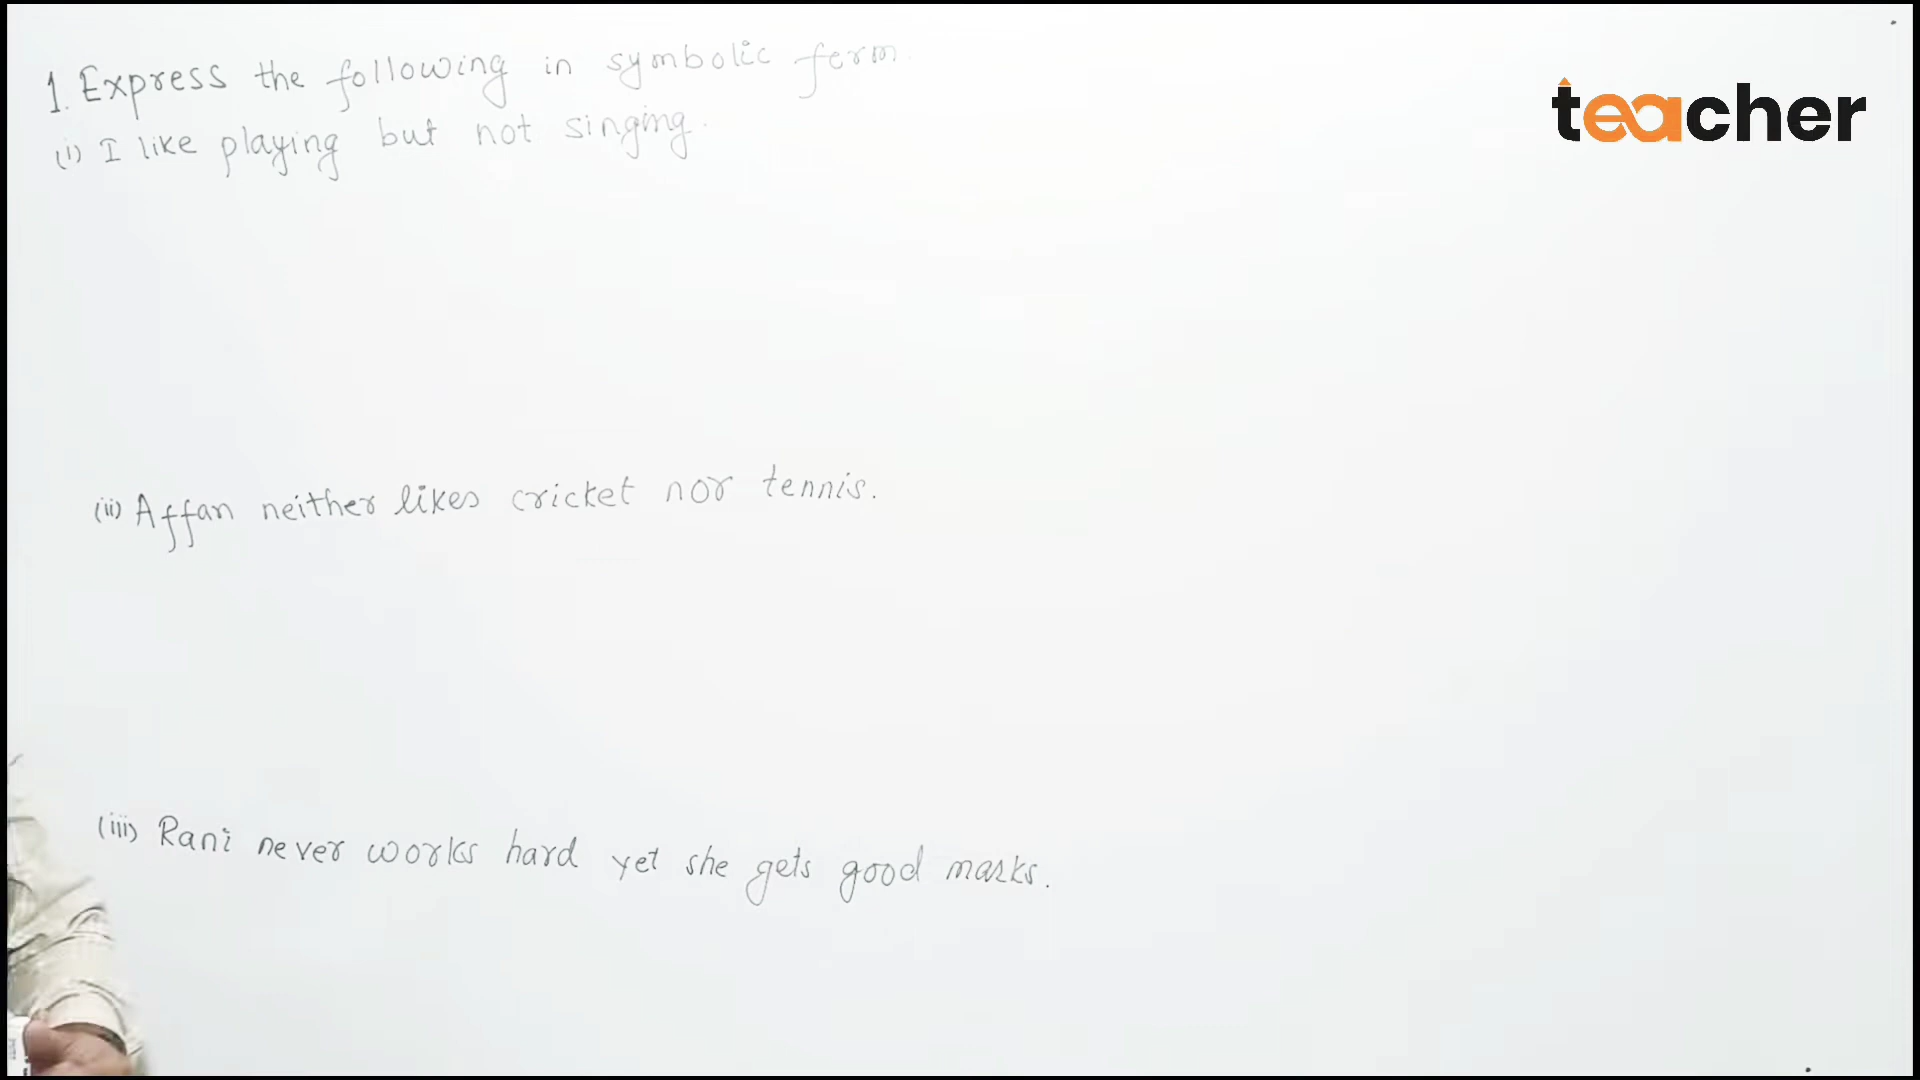 1. Express the following in symbolic form.
(i) I like playing but not singing.
teacher
(ii) Affan neither likes cricket nor tennis.
(iii) Rani never works hard yet she gets good marks.